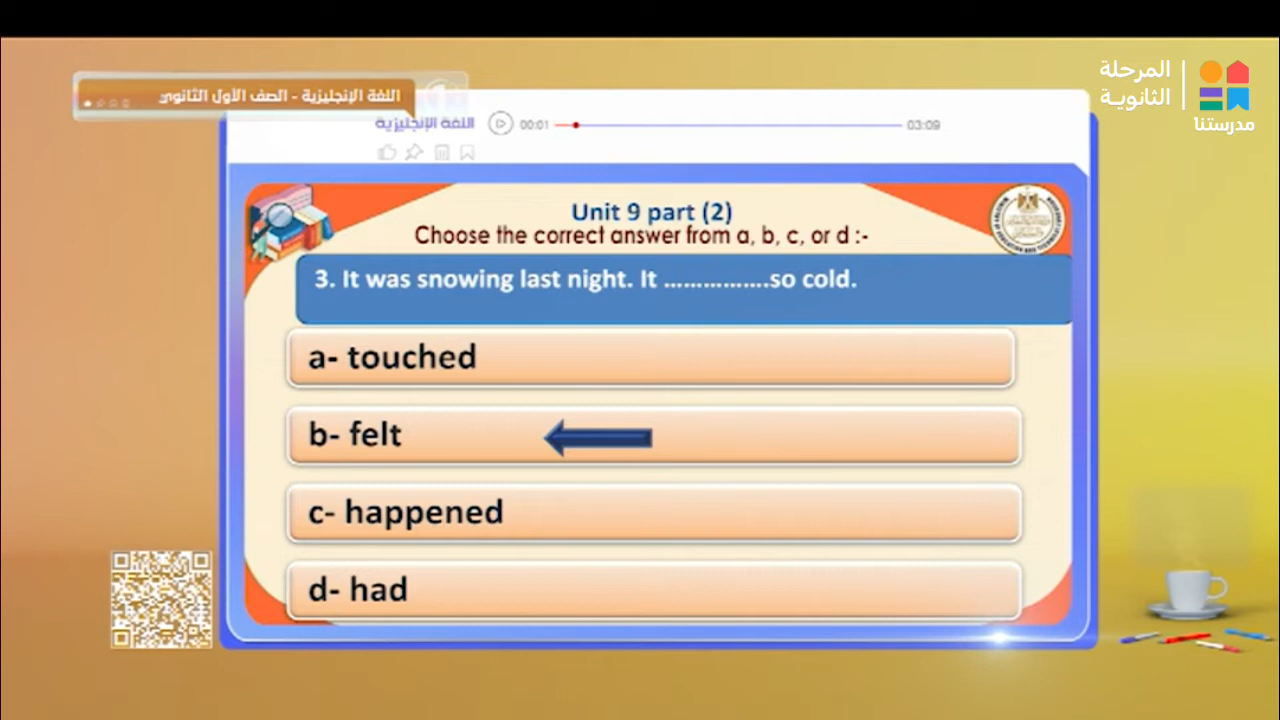 المرحلة
الثانوية
مدرستنا
اللغة الإنجليزية - الصف الأول الثانوي
اللغة الإنجليزية
00:01
03:09
Unit 9 part (2)
Choose the correct answer from a, b, c, or d :-
3. It was snowing last night. It ................so cold.
a- touched
b- felt
c- happened
d- had